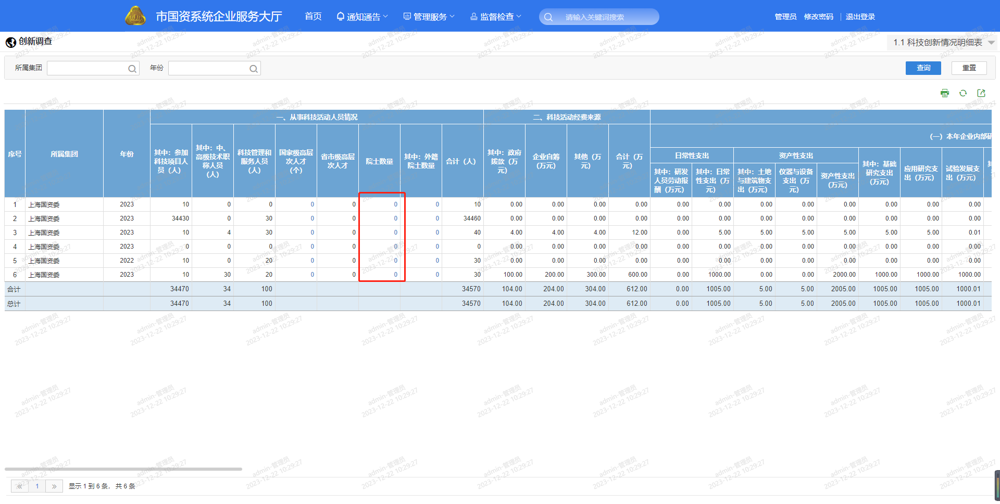 市国资系统企业服务大厅 首页 通知通告 管理服务 监督检查 请输入关键词搜索 管理员 修改密码 退出登录
创新调查 1.1 科技创新情况明细表
所属集团 年份 查询 重置
序号 所属集团 年份 一、从事科技活动人员情况 二、科技活动经费来源
(一) 本年企业内部研
其中：参加科技项目人员（人） 其中：中、高级技术职称人员（人） 科技管理和服务人员（人） 国家级高层次人才（个） 省市级高层次人才 院士数量 其中：外籍院士数量 合计（人） 其中：政府拨款（万元） 企业自筹（万元） 其他（万元） 合计（万元）
日常性支出 资产性支出 其中：基础研究支出（万元） 应用研究支出（万元） 试验发展支出（万元）
其中：研发人员劳动报酬（万元） 其中：日常性支出（万元） 其中：土地与建筑物支出（万元） 仪器与设备支出（万元） 资产性支出（万元）
1 上海国资委 2023 10 0 0 0 0 0 0 10 0.00 0.00 0.00 0.00 0.00 0.00 0.00 0.00 0.00 0.00 0.00 0.00
2 上海国资委 2023 34430 0 30 0 0 0 0 34460 0.00 0.00 0.00 0.00 0.00 0.00 0.00 0.00 0.00 0.00 0.00 0.00
3 上海国资委 2023 10 4 30 0 0 0 0 40 4.00 4.00 4.00 12.00 0.00 5.00 5.00 5.00 5.00 5.00 5.00 0.01
4 上海国资委 2023 0 0 0 0 0 0 0 0 0.00 0.00 0.00 0.00 0.00 0.00 0.00 0.00 0.00 0.00 0.00 0.00
5 上海国资委 2022 10 0 20 0 0 0 0 30 0.00 0.00 0.00 0.00 0.00 0.00 0.00 0.00 0.00 0.00 0.00 0.00
6 上海国资委 2023 10 30 20 0 0 0 0 30 100.00 200.00 300.00 600.00 0.00 1000.00 0.00 0.00 2000.00 1000.00 1000.00 1000.00
合计 34470 34 100 34570 104.00 204.00 304.00 612.00 0.00 1005.00 5.00 5.00 2005.00 1005.00 1005.00 1000.01
总计 34470 34 100 34570 104.00 204.00 304.00 612.00 0.00 1005.00 5.00 5.00 2005.00 1005.00 1005.00 1000.01
admin-管理员
2023-12-22 10:29:27
« 1 » 显示 1 到 6 条， 共 6 条